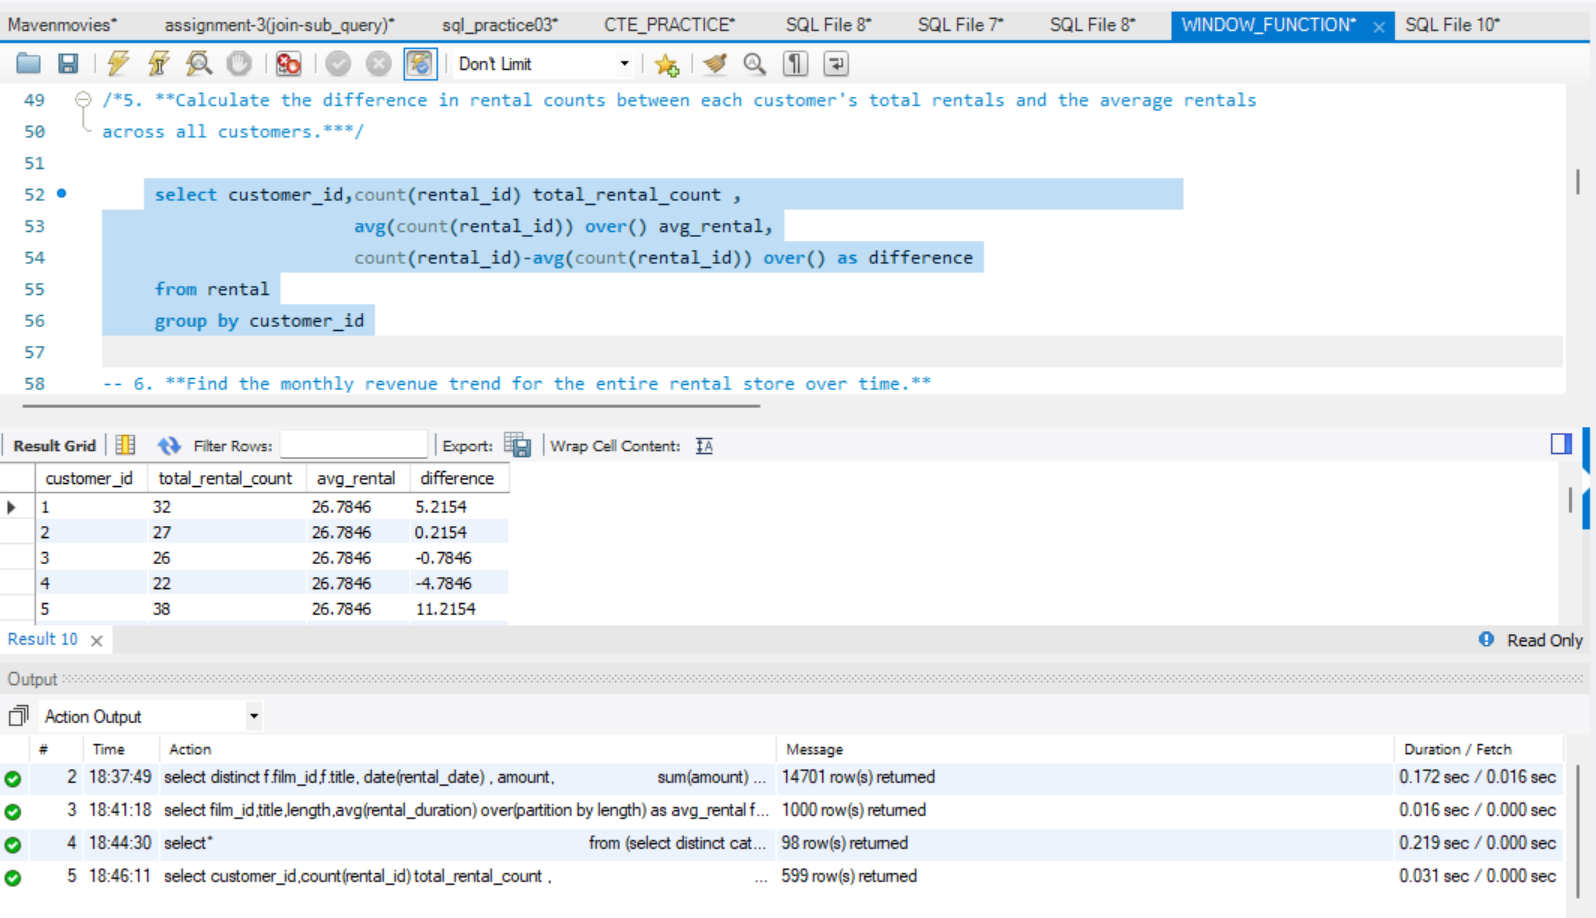 Mavenmovies* assignment-3(join-sub_query)* sql_practice03* CTE_PRACTICE* SQL File 8* SQL File 7* SQL File 8* WINDOW_FUNCTION* SQL File 10*
Don't Limit
49 /*5. **Calculate the difference in rental counts between each customer's total rentals and the average rentals
50 across all customers.***/
51
52 select customer_id,count(rental_id) total_rental_count ,
53 avg(count(rental_id)) over() avg_rental,
54 count(rental_id)-avg(count(rental_id)) over() as difference
55 from rental
56 group by customer_id
57
58 -- 6. **Find the monthly revenue trend for the entire rental store over time.**
Result Grid Filter Rows: Export: Wrap Cell Content:
customer_id total_rental_count avg_rental difference
1 32 26.7846 5.2154
2 27 26.7846 0.2154
3 26 26.7846 -0.7846
4 22 26.7846 -4.7846
5 38 26.7846 11.2154
Result 10 Read Only
Output
Action Output
# Time Action Message Duration / Fetch
2 18:37:49 select distinct f.film_id,f.title, date(rental_date) , amount, sum(amount) ... 14701 row(s) returned 0.172 sec / 0.016 sec
3 18:41:18 select film_id,title,length,avg(rental_duration) over(partition by length) as avg_rental f... 1000 row(s) returned 0.016 sec / 0.000 sec
4 18:44:30 select* from (select distinct cat... 98 row(s) returned 0.219 sec / 0.000 sec
5 18:46:11 select customer_id,count(rental_id) total_rental_count , ... 599 row(s) returned 0.031 sec / 0.000 sec